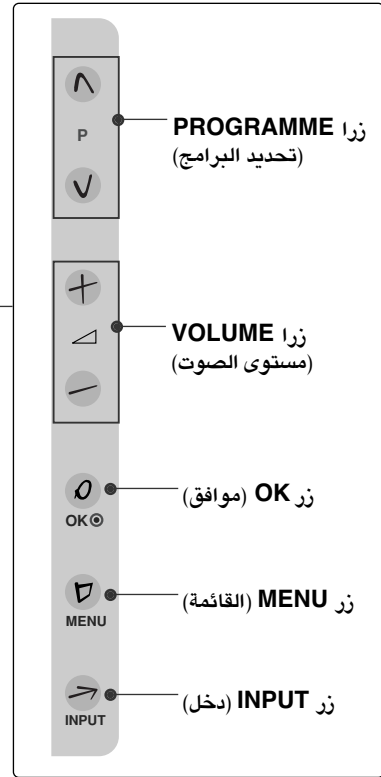 P
زرا PROGRAMME
(تحديد البرامج)
زرا VOLUME
(مستوى الصوت)
OK
زر OK (موافق)
MENU
زر MENU (القائمة)
INPUT
زر INPUT (دخل)